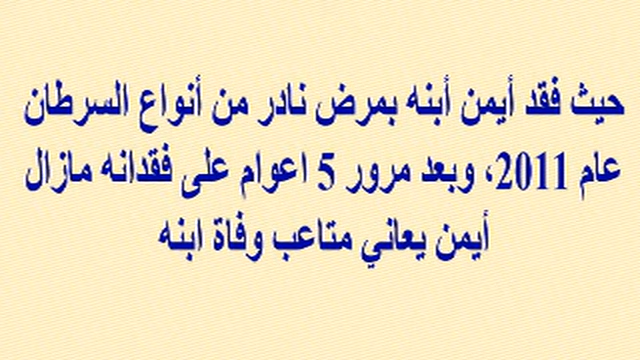 حيث فقد أيمن أبنه بمرض نادر من أنواع السرطان
عام 2011، وبعد مرور 5 اعوام على فقدانه مازال
أيمن يعاني متاعب وفاة ابنه